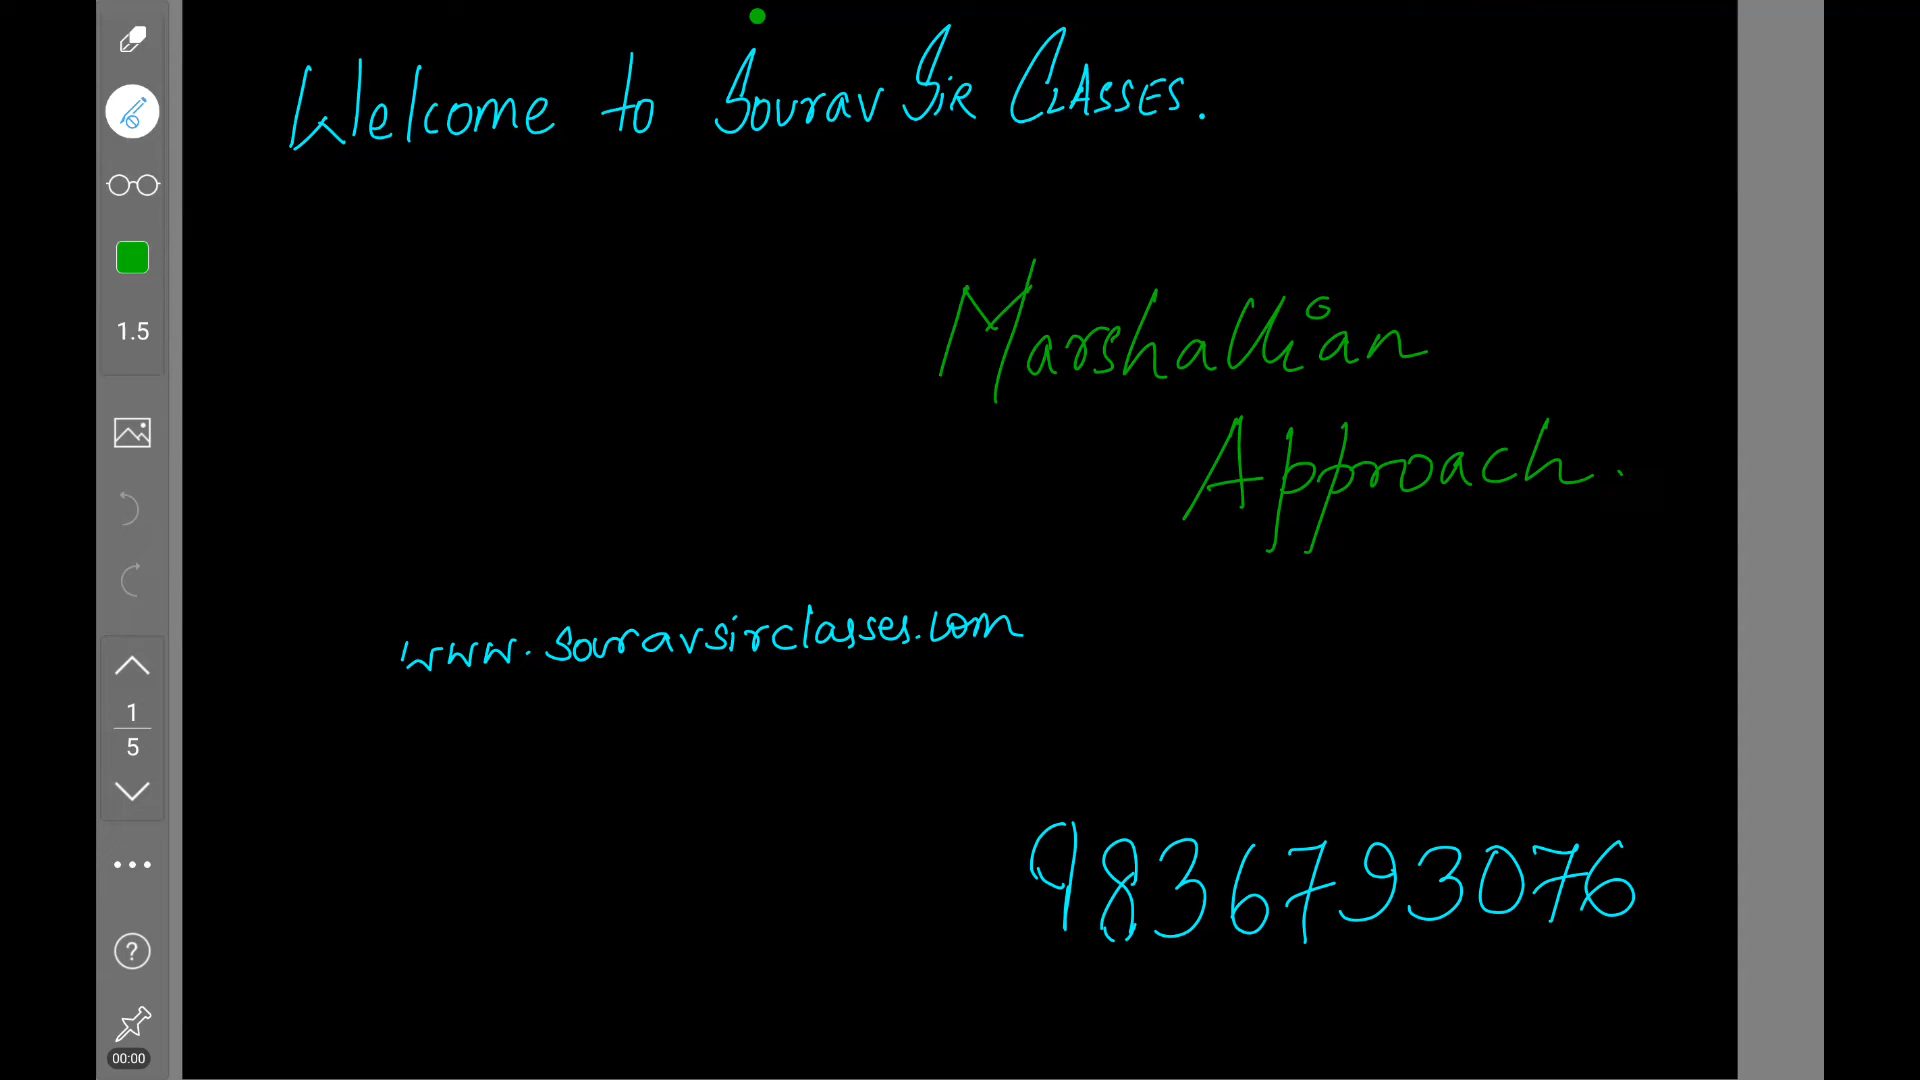 Welcome to Sourav Sir CLASSES.
1.5
Marshallian
Approach.
www.souravsirclasses.com
1
5
9836793076
?
00:00